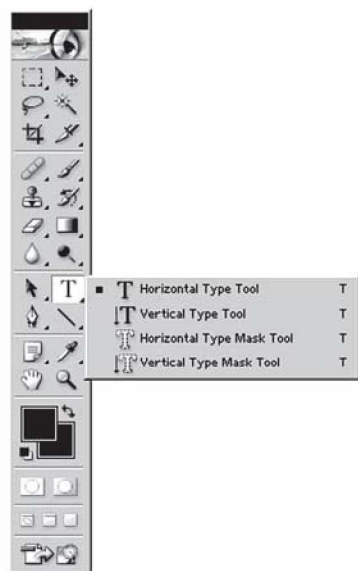 T
Horizontal Type Tool T
Vertical Type Tool T
Horizontal Type Mask Tool T
Vertical Type Mask Tool T